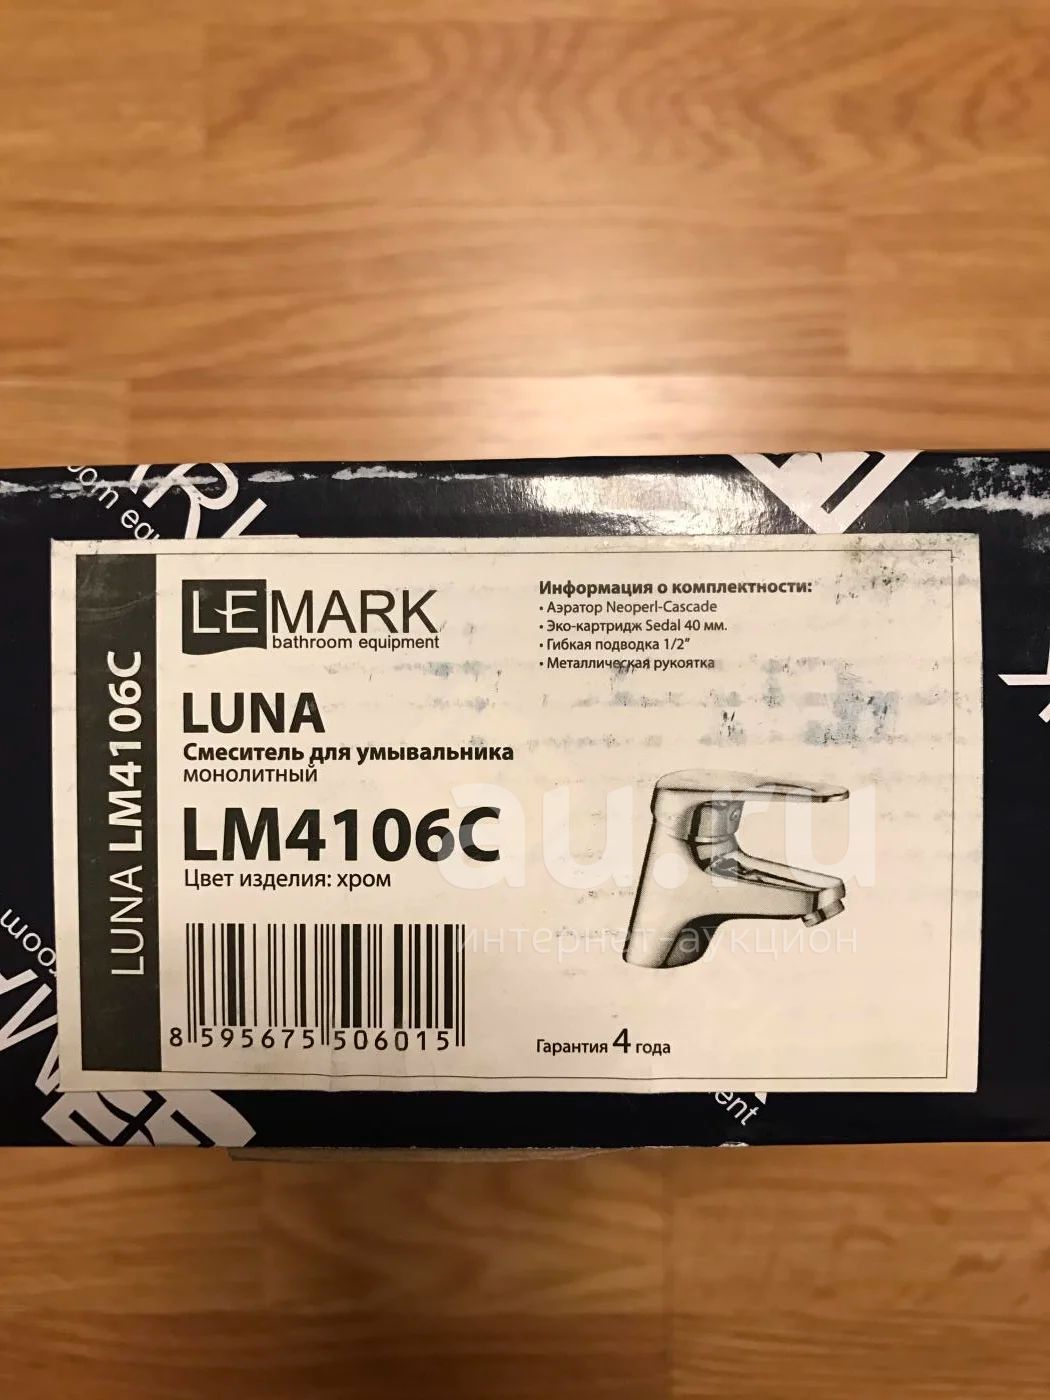 LEMARK
bathroom equipment
LUNA
Смеситель для умывальника
монолитный
LM4106C
Цвет изделия: хром
8 595675 506015
Информация о комплектности:
• Аэратор Neoperl-Cascade
• Эко-картридж Sedal 40 мм.
• Гибкая подводка 1/2"
• Металлическая рукоятка
Гарантия 4 года
LUNA LM4106C
au.ru
интернет-аукцион